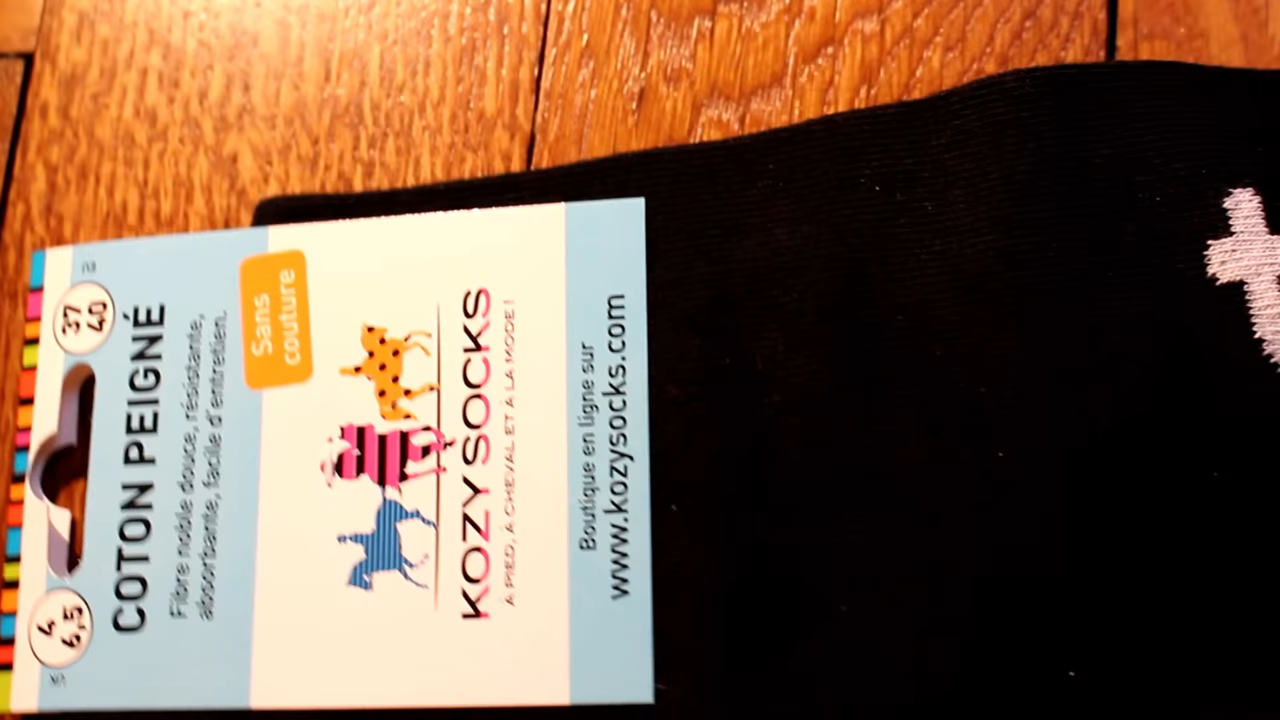 4
6,5
37
40
COTON PEIGNÉ
Fibre noble douce, résistante,
absorbante, facile d'entretien.
Sans
couture
KOZYSOCKS
À PIED, À CHEVAL ET À LA MODE !
Boutique en ligne sur
www.kozysocks.com